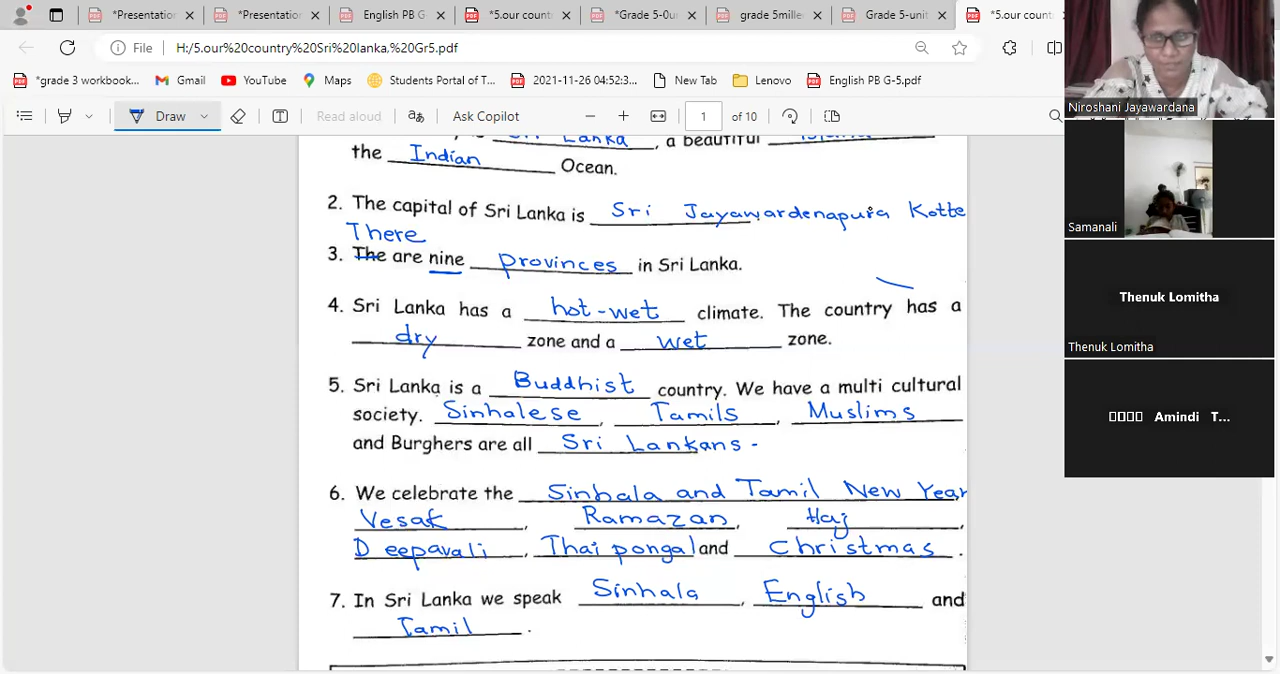 *Presentation
*Presentation
English PB G-
*5.our count
*Grade 5-0u
grade 5mille
Grade 5-unit
*5.our count
File H:/5.our%20country%20Sri%20lanka,%20Gr5.pdf
*grade 3 workbook...
Gmail
YouTube
Maps
Students Portal of T...
2021-11-26 04:52:3...
New Tab
Lenovo
English PB G-5.pdf
Draw
Read aloud
Ask Copilot
1 of 10
Sri Lanka, a beautiful island
the Indian Ocean.
2. The capital of Sri Lanka is Sri Jayawardenapura Kotte
There
3. The are nine provinces in Sri Lanka.
4. Sri Lanka has a hot-wet climate. The country has a
dry zone and a wet zone.
5. Sri Lanka is a Buddhist country. We have a multi cultural
society. Sinhalese, Tamils, Muslims
and Burghers are all Sri Lankans.
6. We celebrate the Sinhala and Tamil New Year
Vesak, Ramazan, Haj,
Deepavali, Thai pongal and Christmas.
7. In Sri Lanka we speak Sinhala, English and
Tamil.
Niroshani Jayawardana
Samanali
Thenuk Lomitha
Thenuk Lomitha
Amindi T...